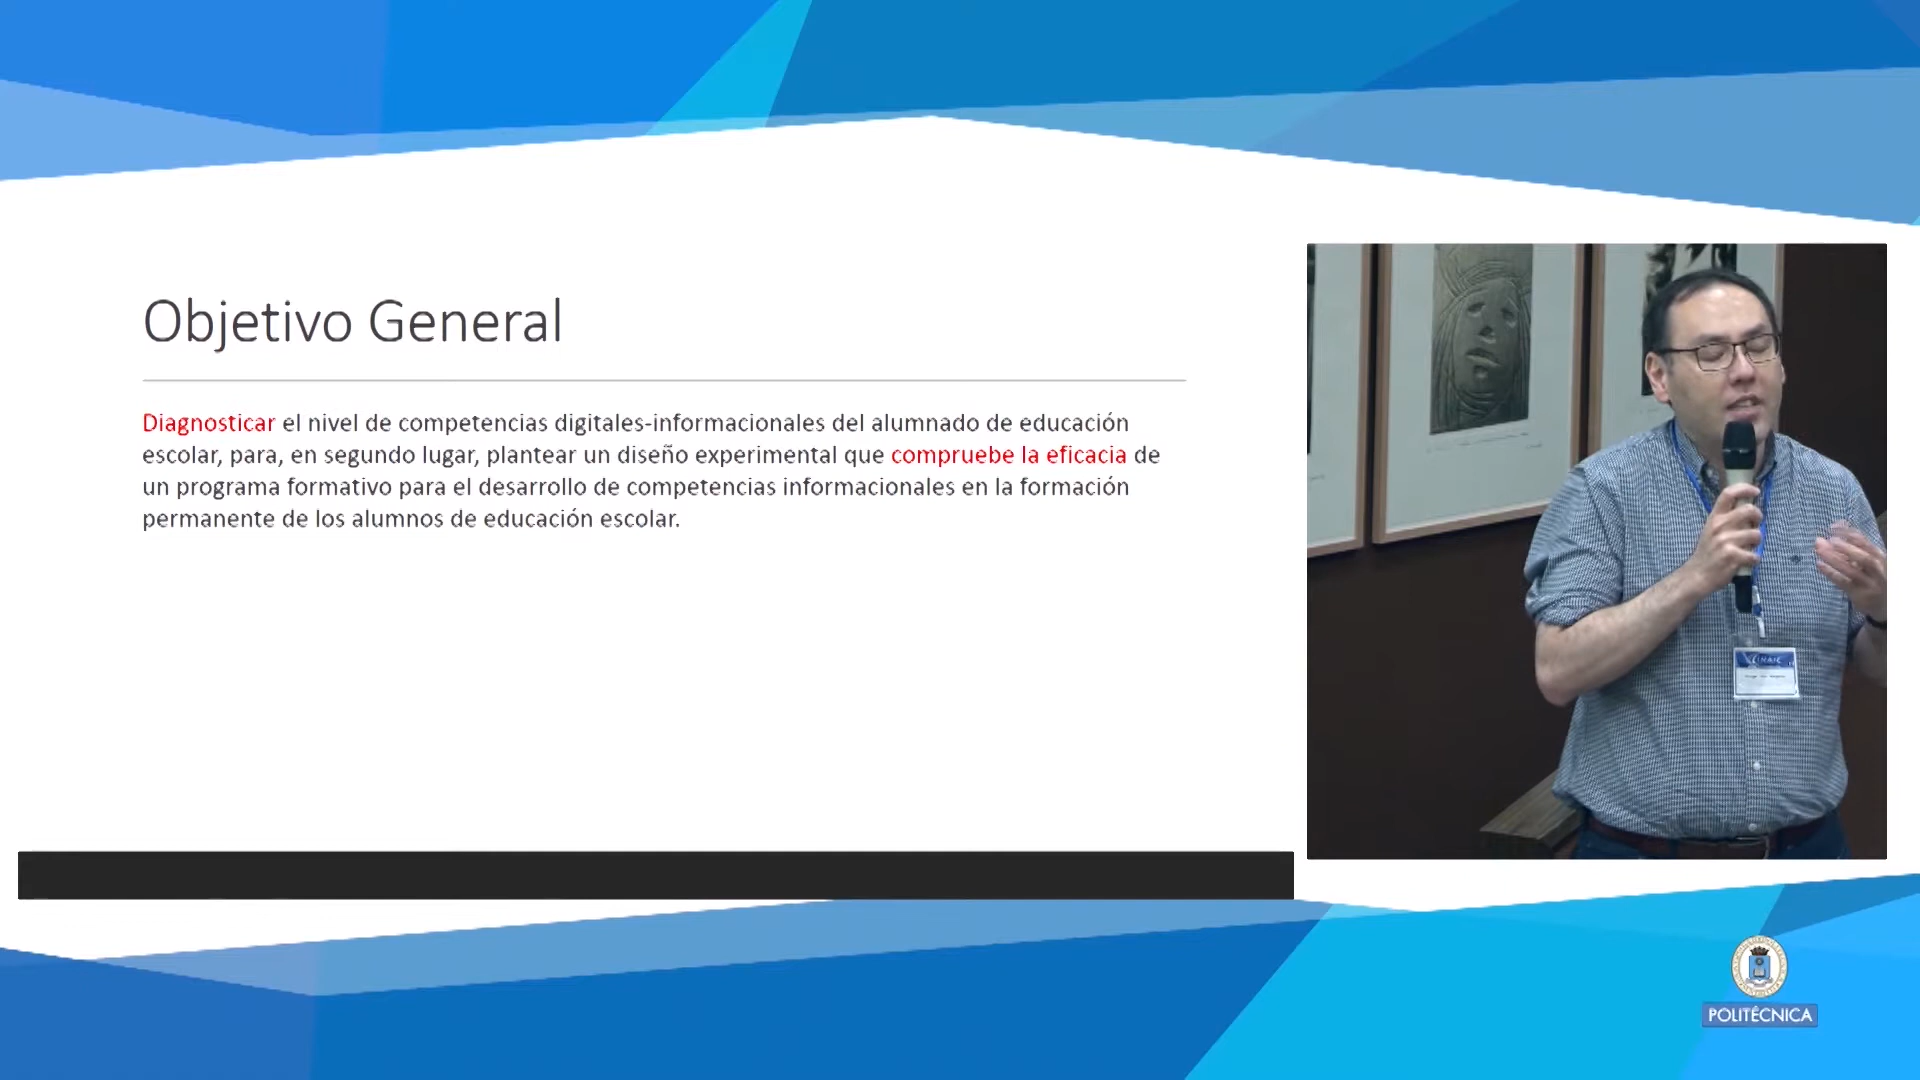 Objetivo General
Diagnosticar el nivel de competencias digitales-informacionales del alumnado de educación
escolar, para, en segundo lugar, plantear un diseño experimental que compruebe la eficacia de
un programa formativo para el desarrollo de competencias informacionales en la formación
permanente de los alumnos de educación escolar.
CINAIC
POLITÉCNICA